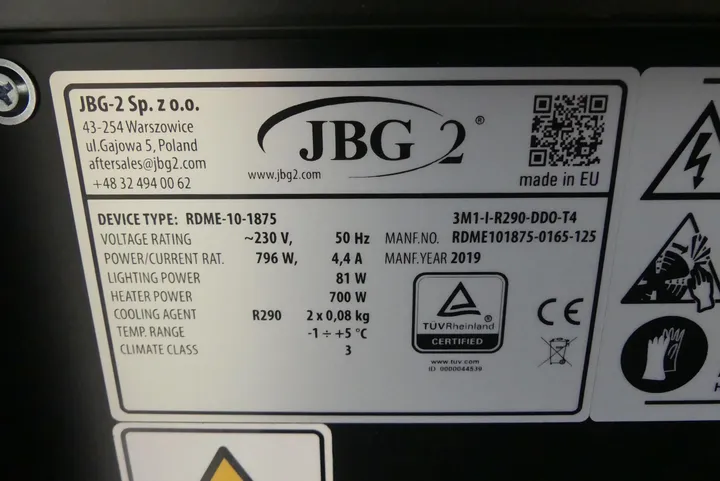 JBG-2 Sp. z o.o.
43-254 Warszowice
ul.Gajowa 5, Poland
aftersales@jbg2.com
+48 32 494 00 62
JBG 2®
www.jbg2.com
made in EU
DEVICE TYPE: RDME-10-1875 3M1-I-R290-DDO-T4
VOLTAGE RATING ~230 V, 50 Hz MANF.NO. RDME101875-0165-125
POWER/CURRENT RAT. 796 W, 4,4 A MANF.YEAR 2019
LIGHTING POWER 81 W
HEATER POWER 700 W
COOLING AGENT R290 2 x 0,08 kg
TEMP. RANGE -1 ÷ +5 °C
CLIMATE CLASS 3
TÜVRheinland
CERTIFIED
www.tuv.com
ID 0000044539
CE